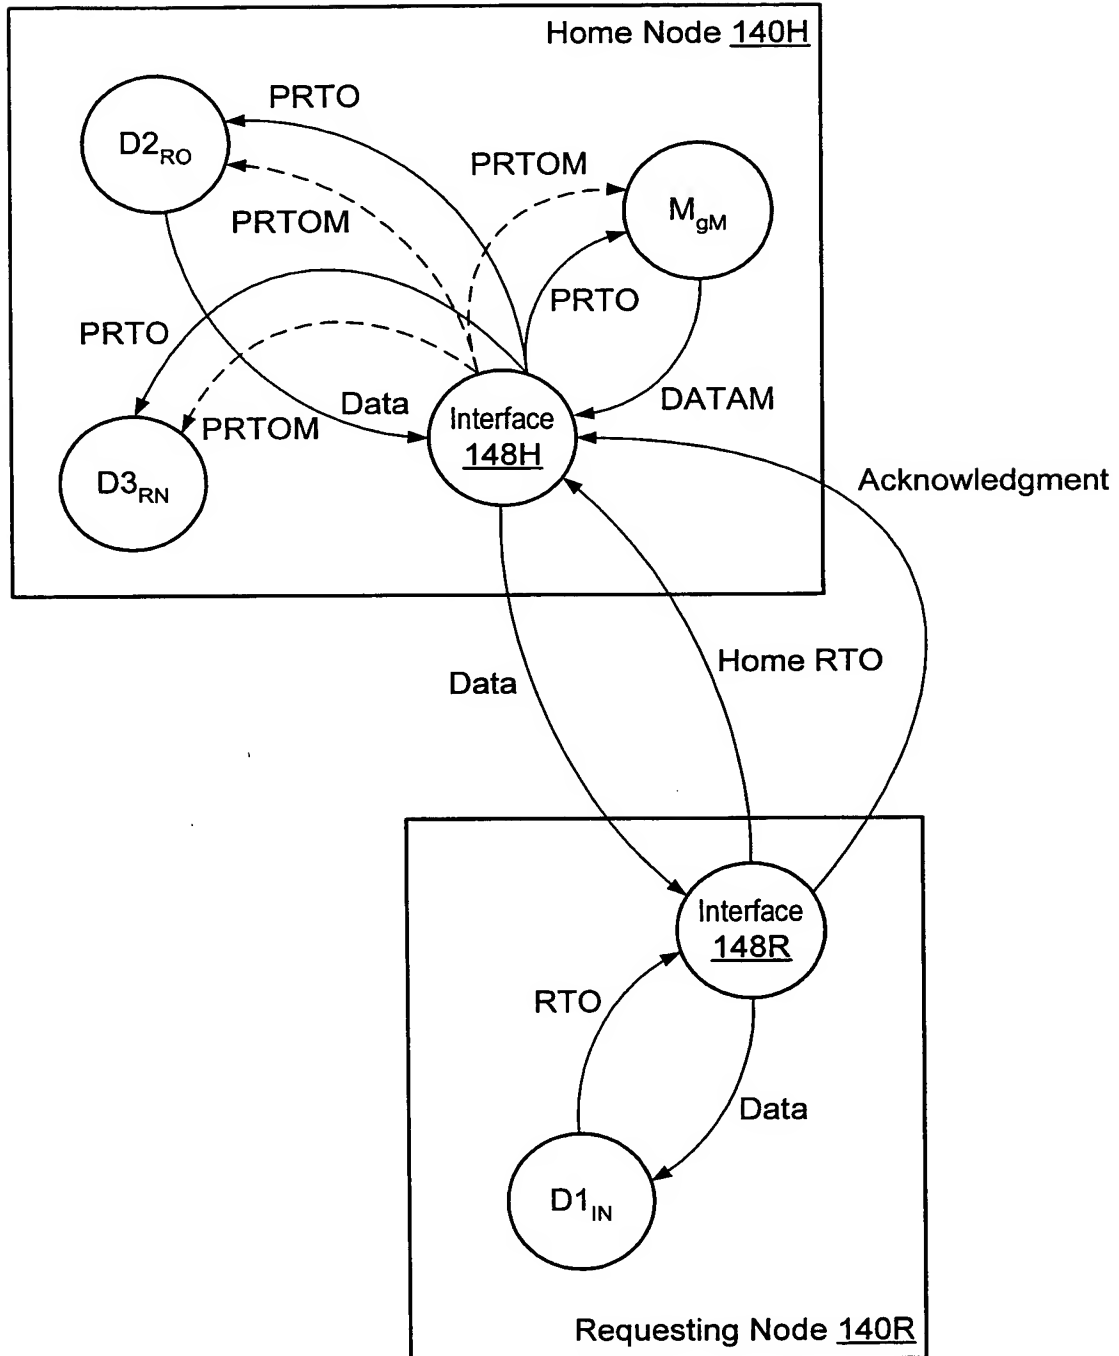 Home Node 140H
PRTO
D2RO
PRTOM
MgM
PRTOM
PRTO
PRTO
DATAM
Data
Interface
148H
PRTOM
D3RN
Acknowledgment
Home RTO
Data
Interface
148R
RTO
Data
D1IN
Requesting Node 140R